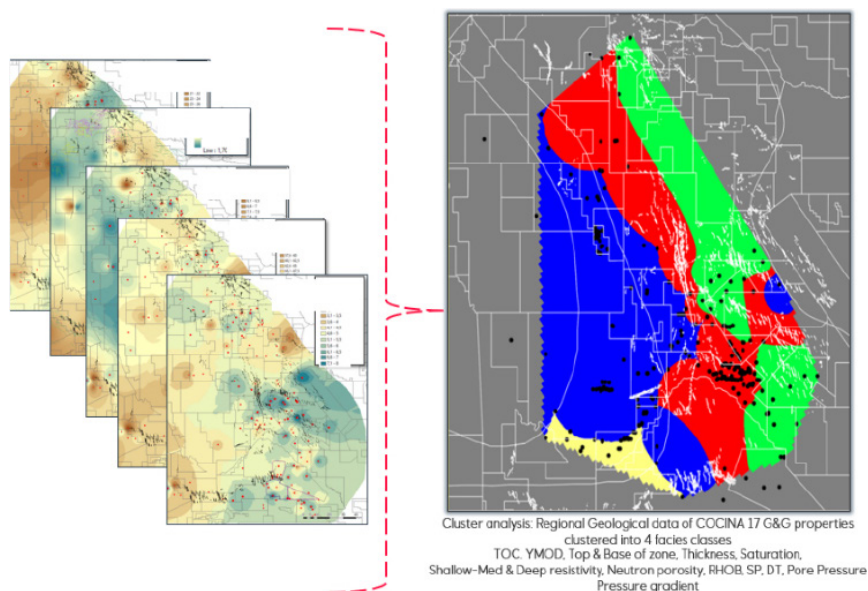 Cluster analysis: Regional Geological data of COCINA 17 G&G properties
clustered into 4 facies classes
TOC. YMOD, Top & Base of zone, Thickness, Saturation,
Shallow-Med & Deep resistivity, Neutron porosity, RHOB, SP, DT, Pore Pressure
Pressure gradient